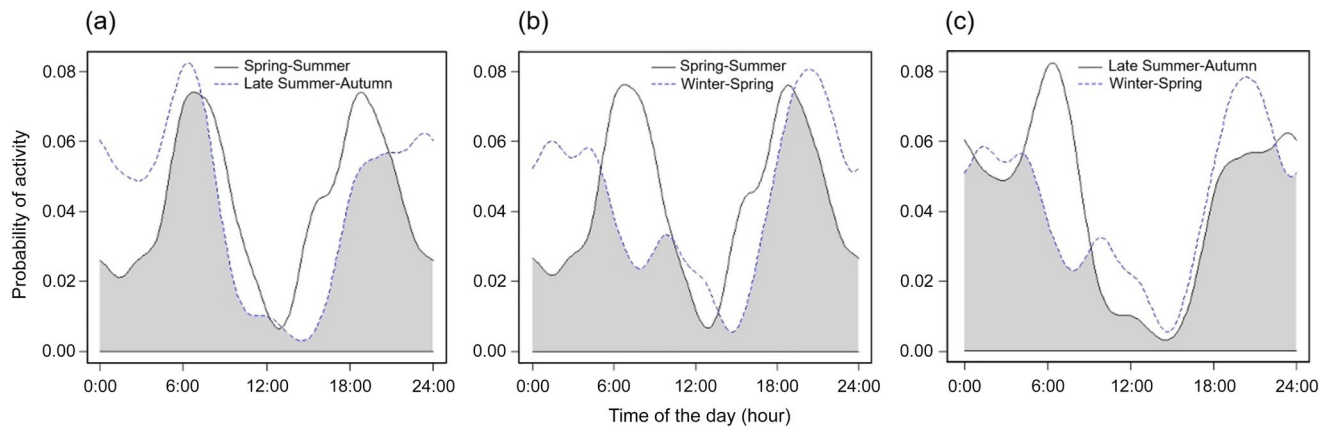 (a) (b) (c)
Spring-Summer
Late Summer-Autumn
Spring-Summer
Winter-Spring
Late Summer-Autumn
Winter-Spring
Probability of activity
0.08
0.06
0.04
0.02
0.00
0.08
0.06
0.04
0.02
0.00
0.08
0.06
0.04
0.02
0.00
0:00 6:00 12:00 18:00 24:00
0:00 6:00 12:00 18:00 24:00
0:00 6:00 12:00 18:00 24:00
Time of the day (hour)